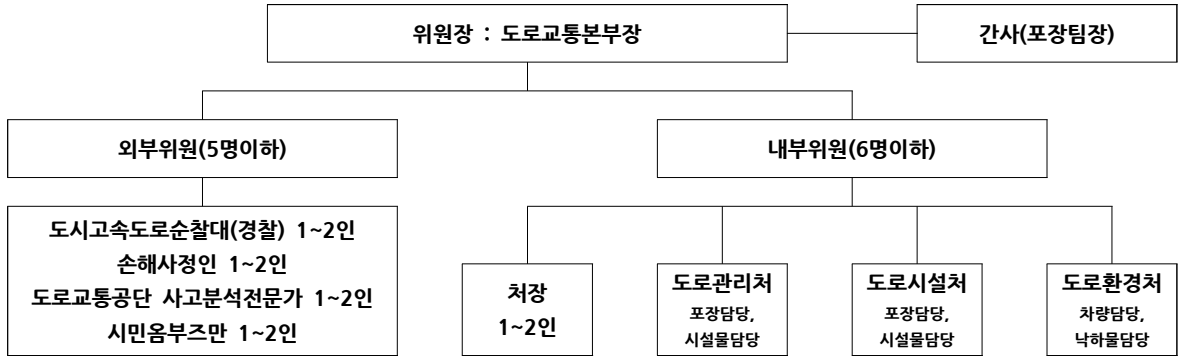 위원장 : 도로교통본부장
간사(포장팀장)
외부위원(5명이하)
내부위원(6명이하)
도시고속도로순찰대(경찰) 1~2인
손해사정인 1~2인
도로교통공단 사고분석전문가 1~2인
시민옴부즈만 1~2인
처장
1~2인
도로관리처
포장담당,
시설물담당
도로시설처
포장담당,
시설물담당
도로환경처
차량담당,
낙하물담당